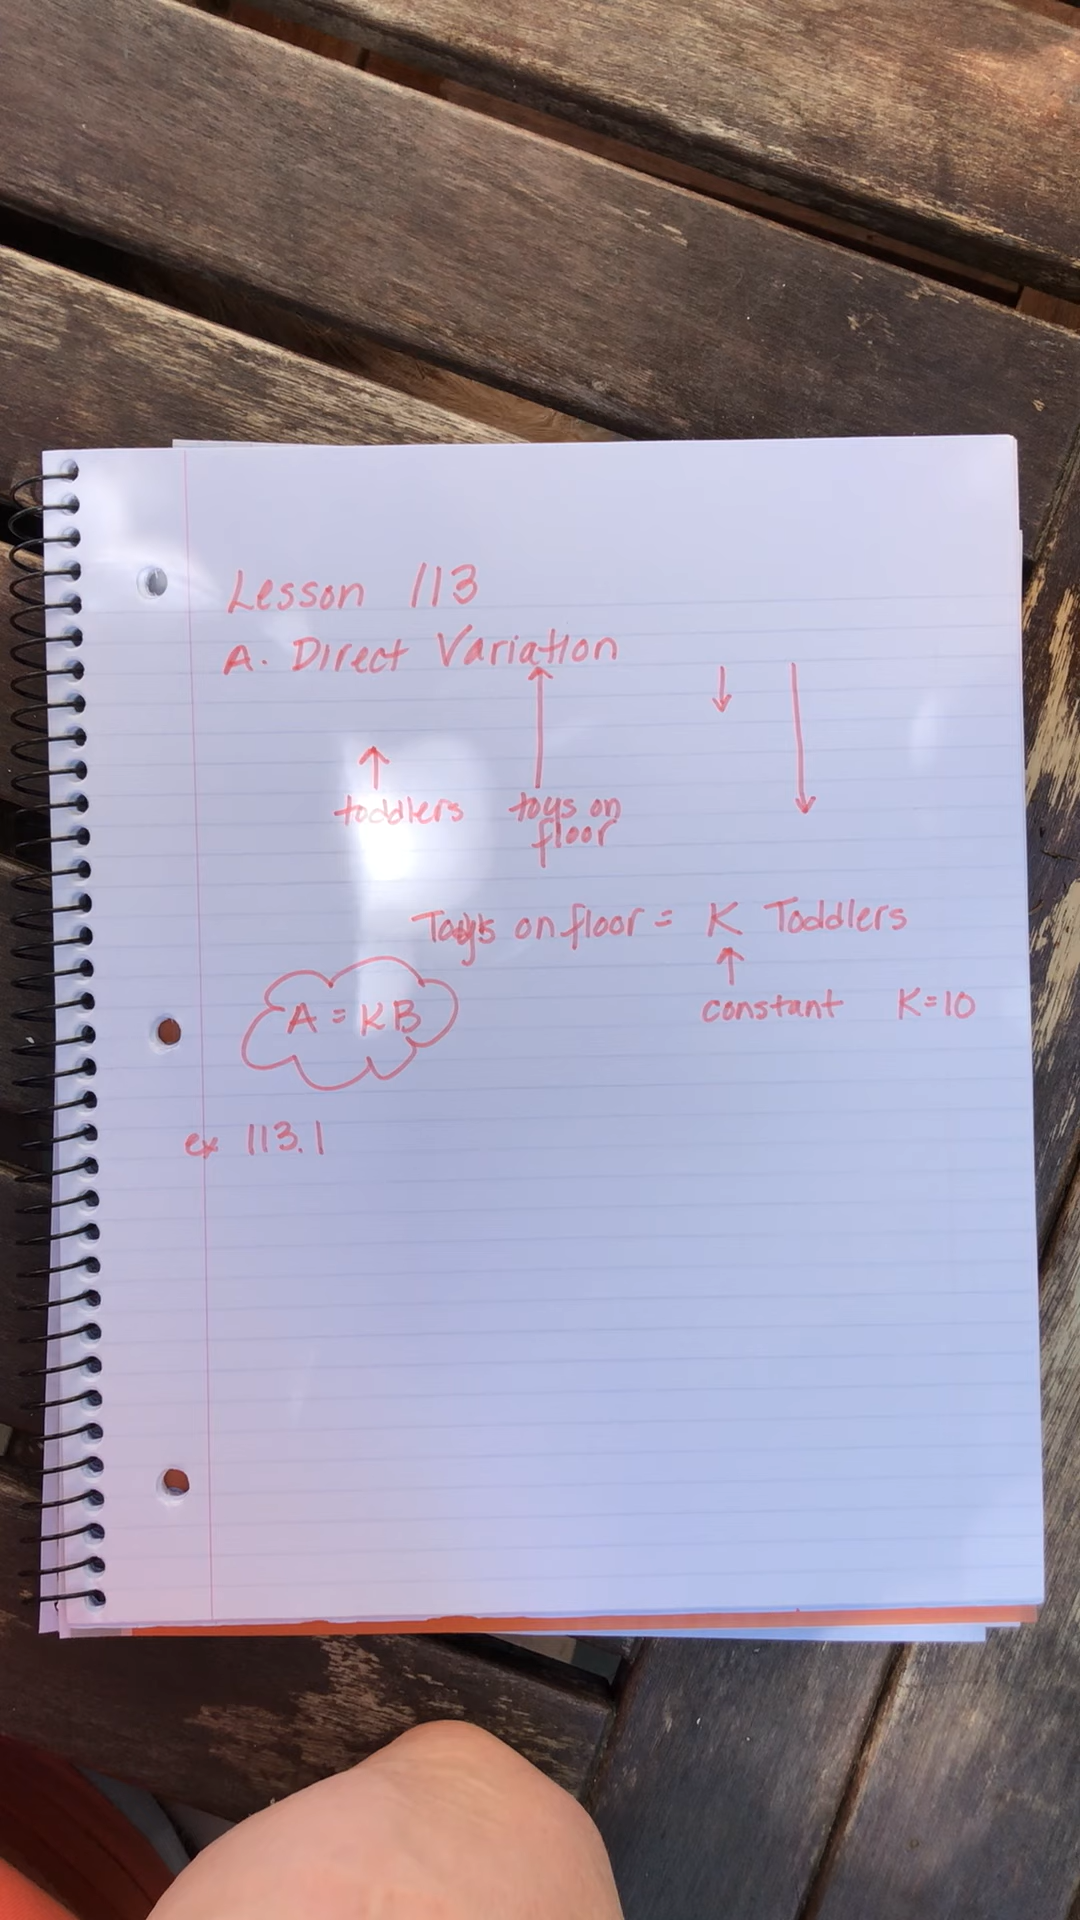 Lesson 113
A. Direct Variation
toddlers toys on
floor
Toys on floor = K Toddlers
constant K=10
A = KB
ex 113.1